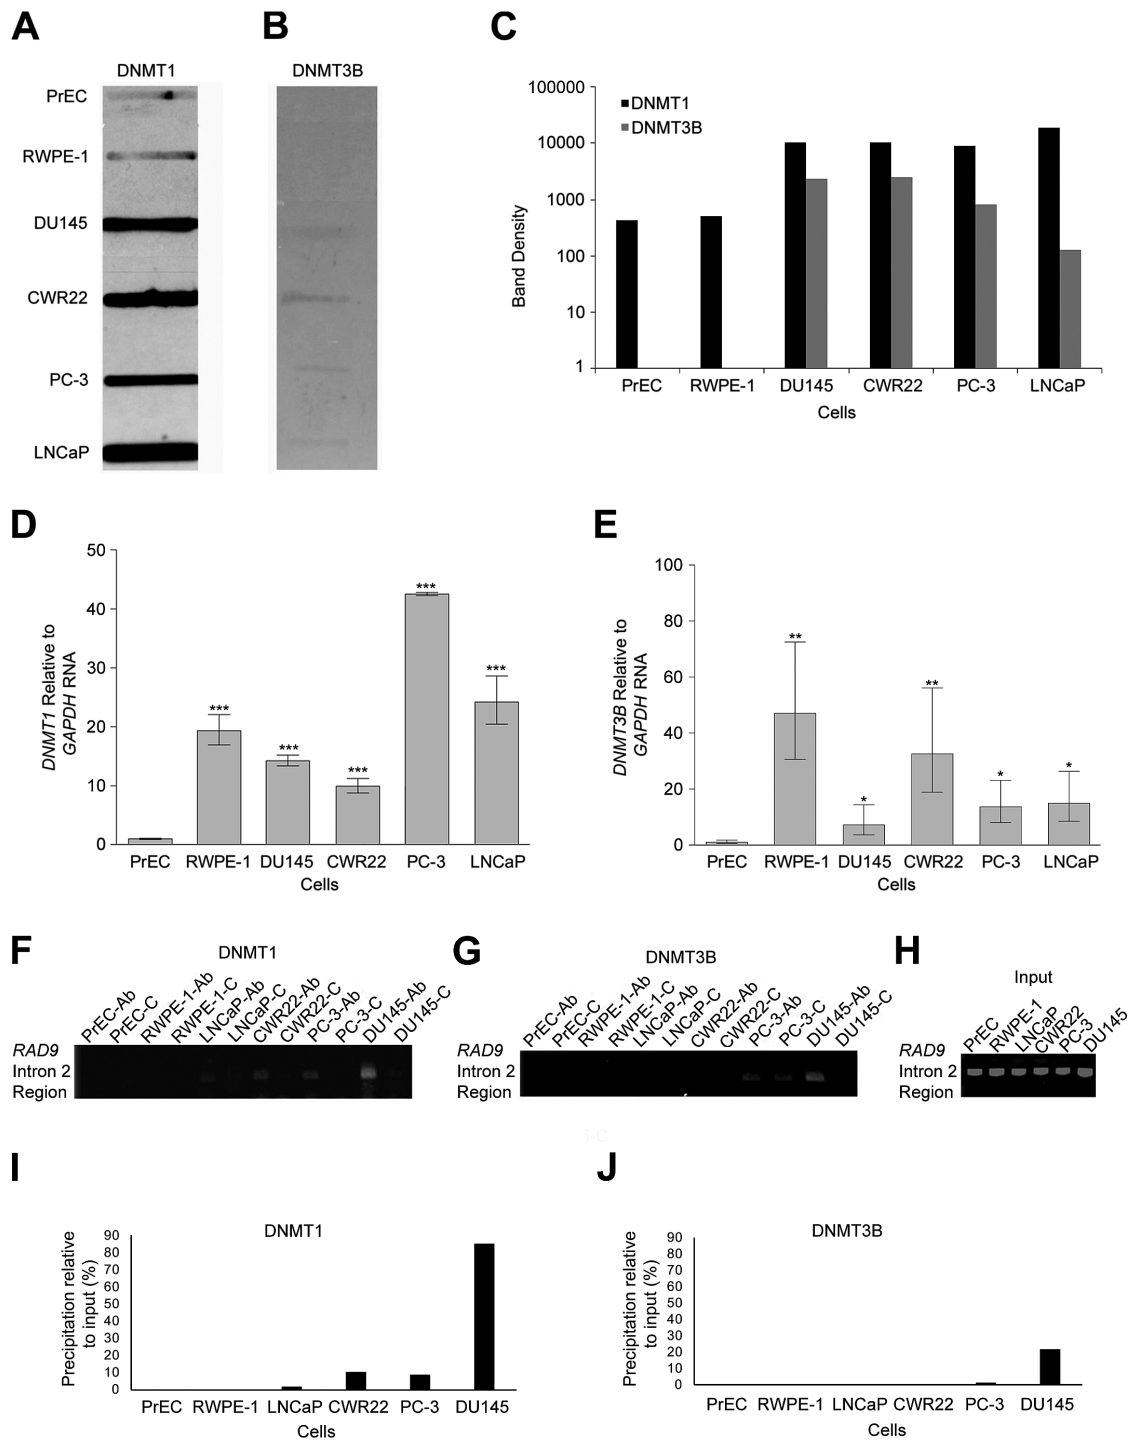 A
DNMT1
PrEC
RWPE-1
DU145
CWR22
PC-3
LNCaP
B
DNMT3B
C
100000
10000
1000
100
10
1
Band Density
DNMT1
DNMT3B
PrEC RWPE-1 DU145 CWR22 PC-3 LNCaP
Cells
D
50
40
30
20
10
0
DNMT1 Relative to
GAPDH RNA
*** *** *** *** ***
PrEC RWPE-1 DU145 CWR22 PC-3 LNCaP
Cells
E
100
80
60
40
20
0
DNMT3B Relative to
GAPDH RNA
** * ** * *
PrEC RWPE-1 DU145 CWR22 PC-3 LNCaP
Cells
F
DNMT1
PrEC-Ab
PrEC-C
RWPE-1-Ab
RWPE-1-C
LNCaP-Ab
LNCaP-C
CWR22-Ab
CWR22-C
PC-3-Ab
PC-3-C
DU145-Ab
DU145-C
RAD9
Intron 2
Region
G
DNMT3B
PrEC-Ab
PrEC-C
RWPE-1-Ab
RWPE-1-C
LNCaP-Ab
LNCaP-C
CWR22-Ab
CWR22-C
PC-3-Ab
PC-3-C
DU145-Ab
DU145-C
RAD9
Intron 2
Region
H
Input
PrEC
RWPE-1
LNCaP
CWR22
PC-3
DU145
RAD9
Intron 2
Region
5-C
I
DNMT1
90
80
70
60
50
40
30
20
10
0
Precipitation relative
to input (%)
PrEC RWPE-1 LNCaP CWR22 PC-3 DU145
Cells
J
DNMT3B
90
80
70
60
50
40
30
20
10
0
Precipitation relative
to input (%)
PrEC RWPE-1 LNCaP CWR22 PC-3 DU145
Cells